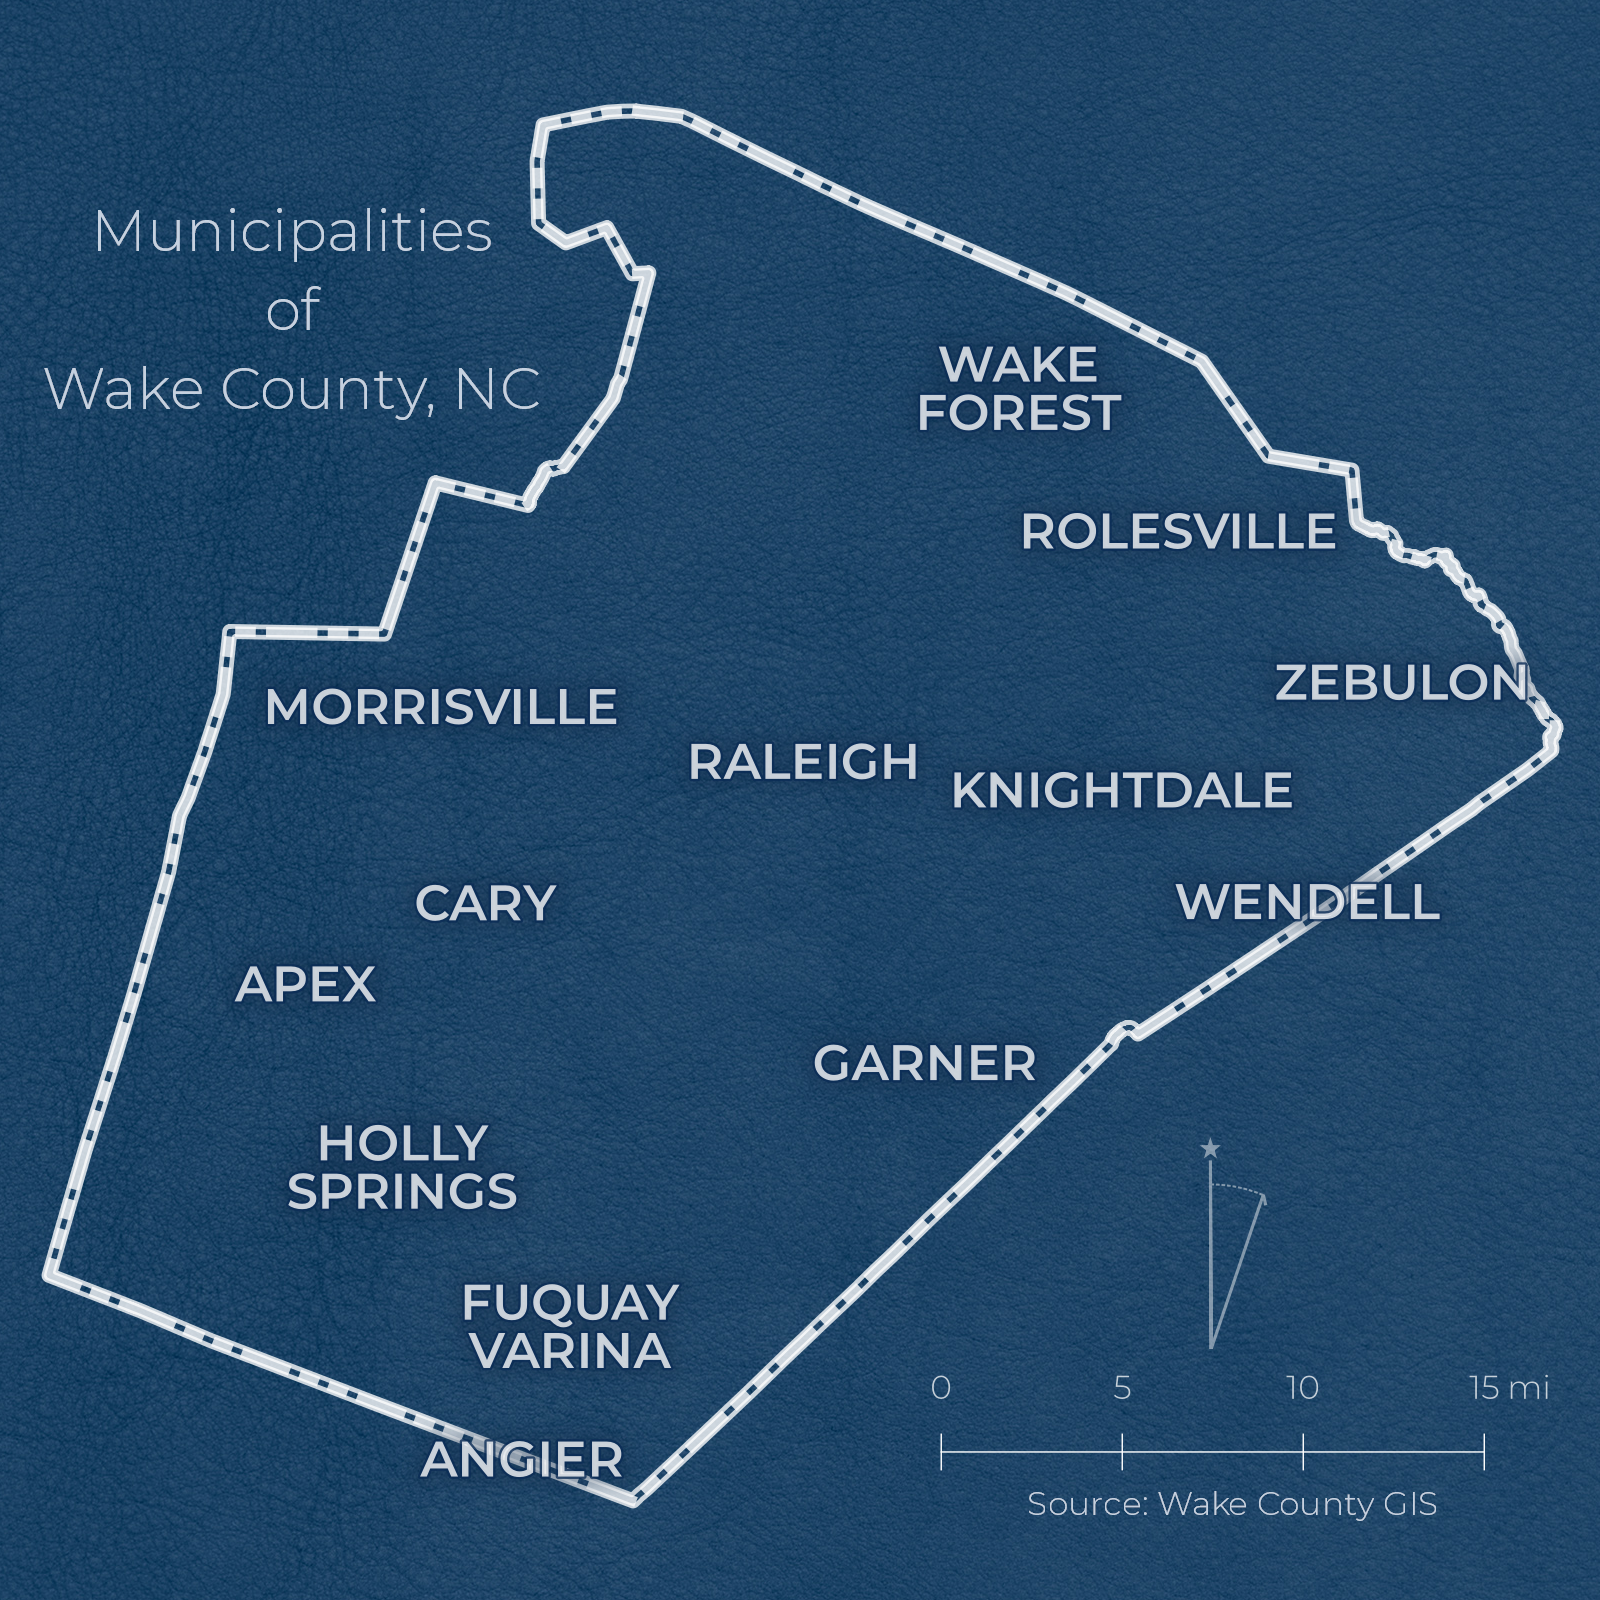 Municipalities
of
Wake County, NC
WAKE
FOREST
ROLESVILLE
ZEBULON
MORRISVILLE
RALEIGH
KNIGHTDALE
CARY
WENDELL
APEX
GARNER
HOLLY
SPRINGS
FUQUAY
VARINA
ANGIER
0 5 10 15 mi
Source: Wake County GIS